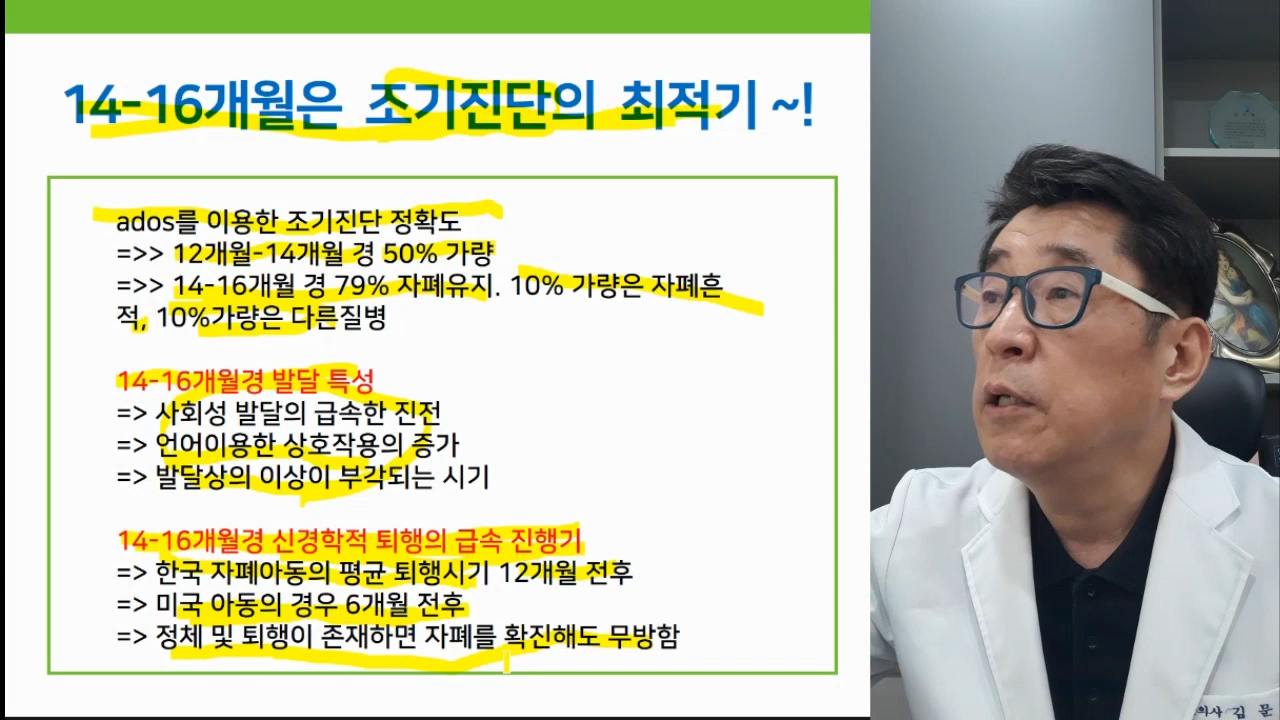 14-16개월은 조기진단의 최적기 ~!
ados를 이용한 조기진단 정확도
=>> 12개월-14개월 경 50% 가량
=>> 14-16개월 경 79% 자폐유지. 10% 가량은 자폐흔
적, 10%가량은 다른질병
14-16개월경 발달 특성
=> 사회성 발달의 급속한 진전
=> 언어이용한 상호작용의 증가
=> 발달상의 이상이 부각되는 시기
14-16개월경 신경학적 퇴행의 급속 진행기
=> 한국 자폐아동의 평균 퇴행시기 12개월 전후
=> 미국 아동의 경우 6개월 전후
=> 정체 및 퇴행이 존재하면 자폐를 확진해도 무방함
의사 김 문